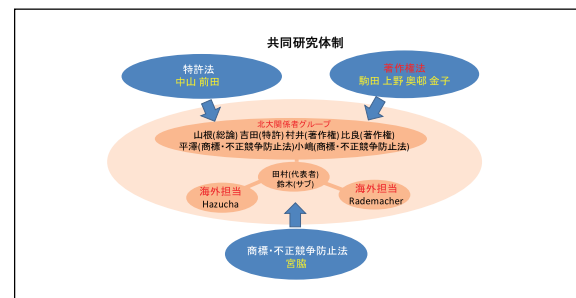 共同研究体制
特許法
中山 前田
著作権法
駒田 上野 奥邨 金子
北大関係者グループ
山根(総論) 吉田(特許) 村井(著作権) 比良(著作権)
平澤(商標・不正競争防止法)小嶋(商標・不正競争防止法)
田村(代表者)
鈴木(サブ)
海外担当
Hazucha
海外担当
Rademacher
商標・不正競争防止法
宮脇